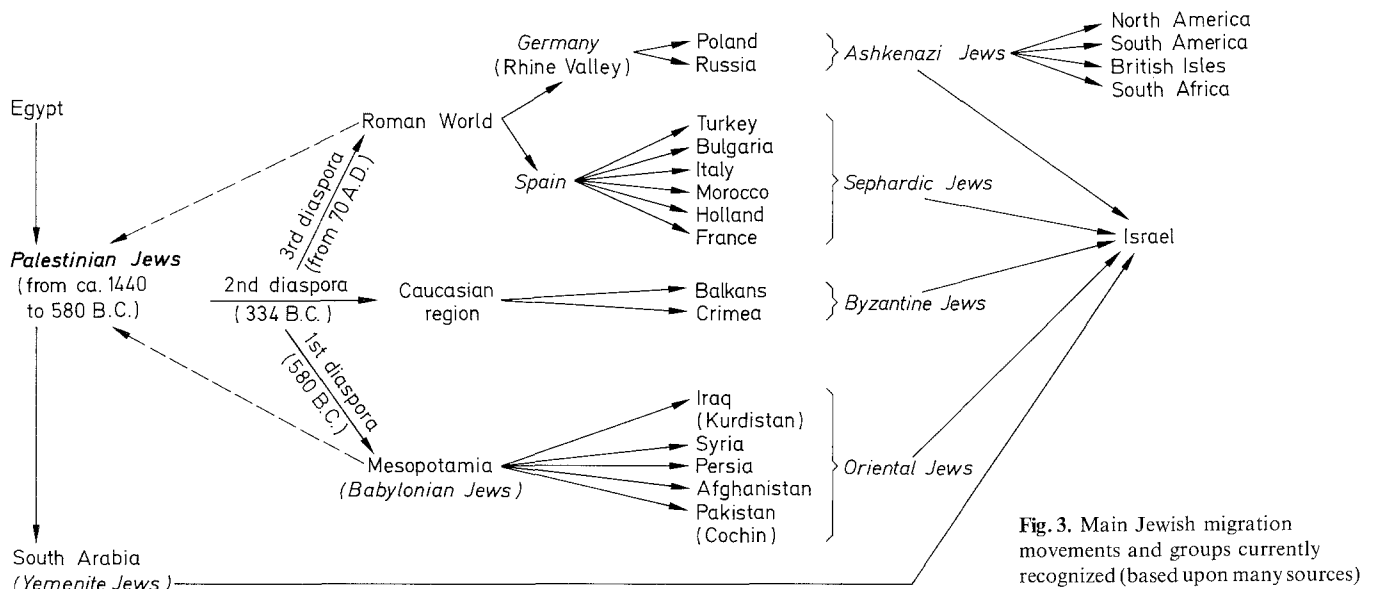 Egypt
Palestinian Jews
(from ca. 1440
to 580 B.C.)
South Arabia
(Yemenite Jews)
3rd diaspora
(from 70 A.D.)
2nd diaspora
(334 B.C.)
1st diaspora
(580 B.C.)
Roman World
Caucasian
region
Mesopotamia
(Babylonian Jews)
Germany
(Rhine Valley)
Spain
Poland
Russia
Turkey
Bulgaria
Italy
Morocco
Holland
France
Balkans
Crimea
Iraq
(Kurdistan)
Syria
Persia
Afghanistan
Pakistan
(Cochin)
Ashkenazi Jews
Sephardic Jews
Byzantine Jews
Oriental Jews
North America
South America
British Isles
South Africa
Israel
Fig. 3. Main Jewish migration
movements and groups currently
recognized (based upon many sources)